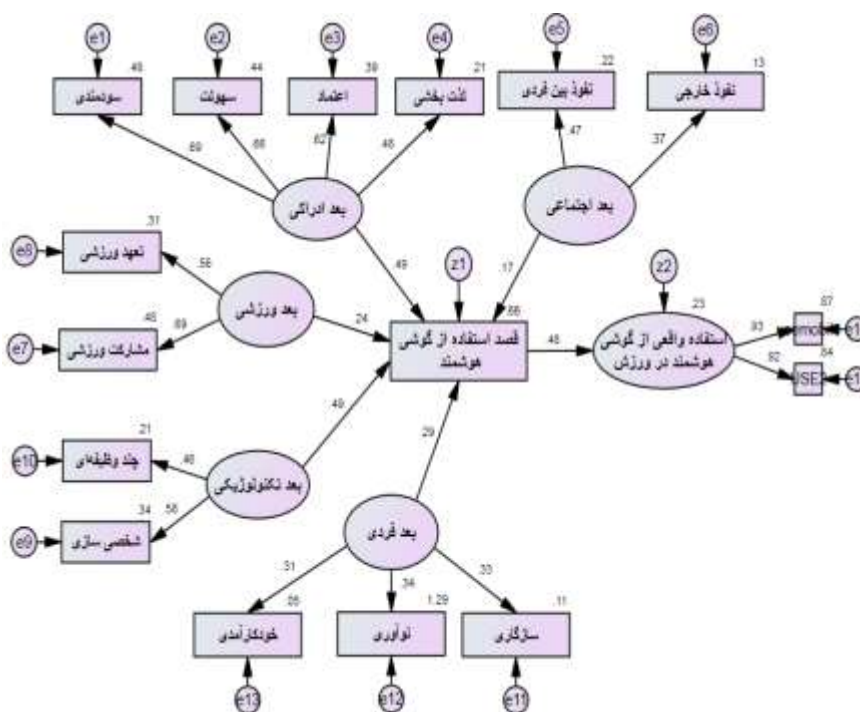 e1
e2
e3
e4
e5
e6
.48
.44
.39
.21
.22
.13
سودمندی
سهولت
اعتماد
لذت بخشی
نفوذ بین فردی
نفوذ خارجی
.69
.66
.62
.46
.47
.37
بعد ادراکی
بعد اجتماعی
.31
e8
تعهد ورزشی
.56
.49
z1
.17
z2
بعد ورزشی
.24
.66
.23
.87
.48
e7
مشارکت ورزشی
.69
قصد استفاده از گوشی
هوشمند
.48
استفاده واقعی از گوشی
هوشمند در ورزش
.93
.92
.84
.49
.21
e10
چند وظیفه‌ای
.46
.29
بعد تکنولوژیکی
.34
.58
e9
شخصی سازی
بعد فردی
.31
.34
.33
1.29
.11
خودکارآمدی
نوآوری
سازگاری
e13
e12
e11